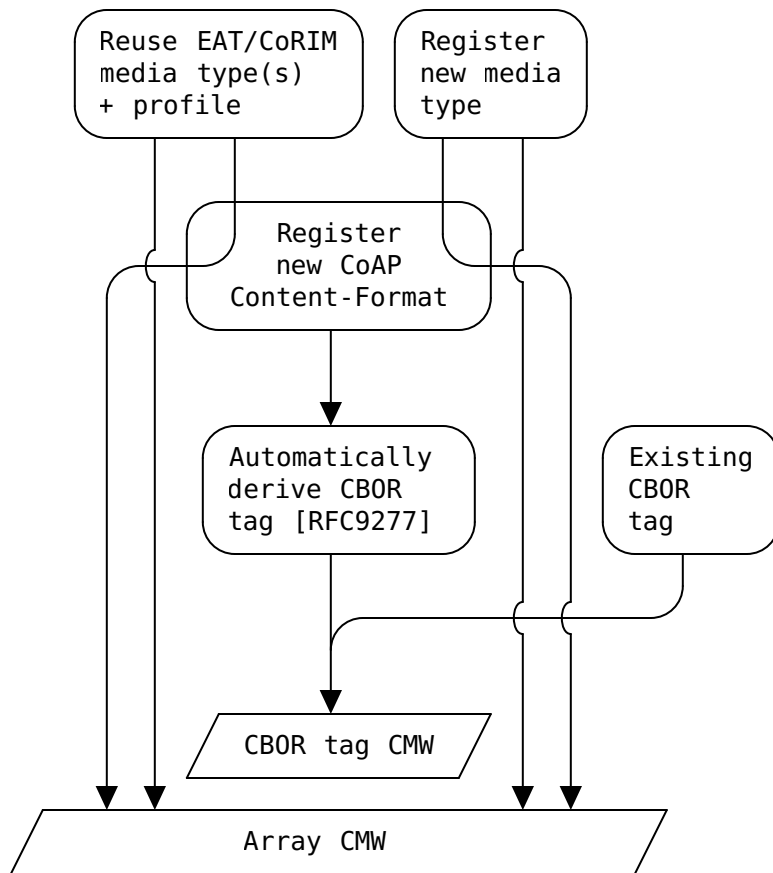 Reuse EAT/CoRIM
media type(s)
+ profile
Register
new media
type
Register
new CoAP
Content-Format
Automatically
derive CBOR
tag [RFC9277]
Existing
CBOR
tag
CBOR tag CMW
Array CMW